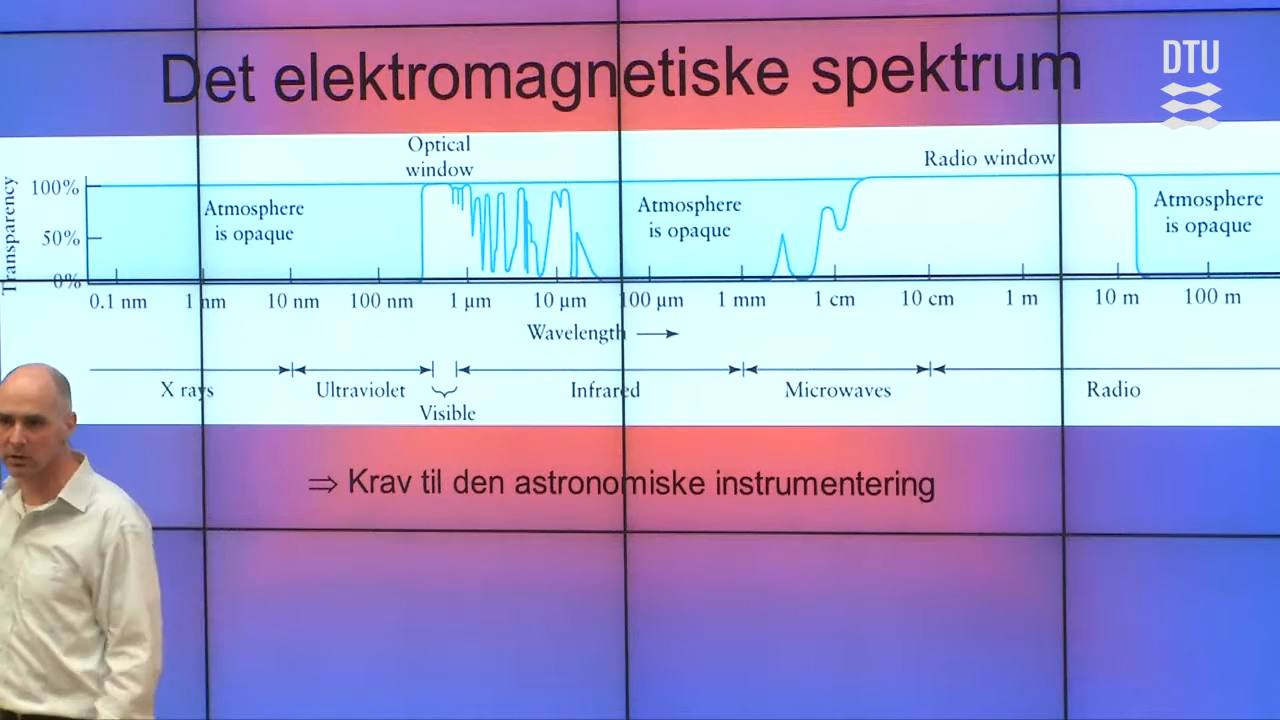 Det elektromagnetiske spektrum
DTU
Optical
window
Radio window
Transparency
100%
50%
0%
Atmosphere
is opaque
Atmosphere
is opaque
Atmosphere
is opaque
0.1 nm 1 nm 10 nm 100 nm 1 µm 10 µm 100 µm 1 mm 1 cm 10 cm 1 m 10 m 100 m
Wavelength →
X rays Ultraviolet Visible Infrared Microwaves Radio
⇒ Krav til den astronomiske instrumentering